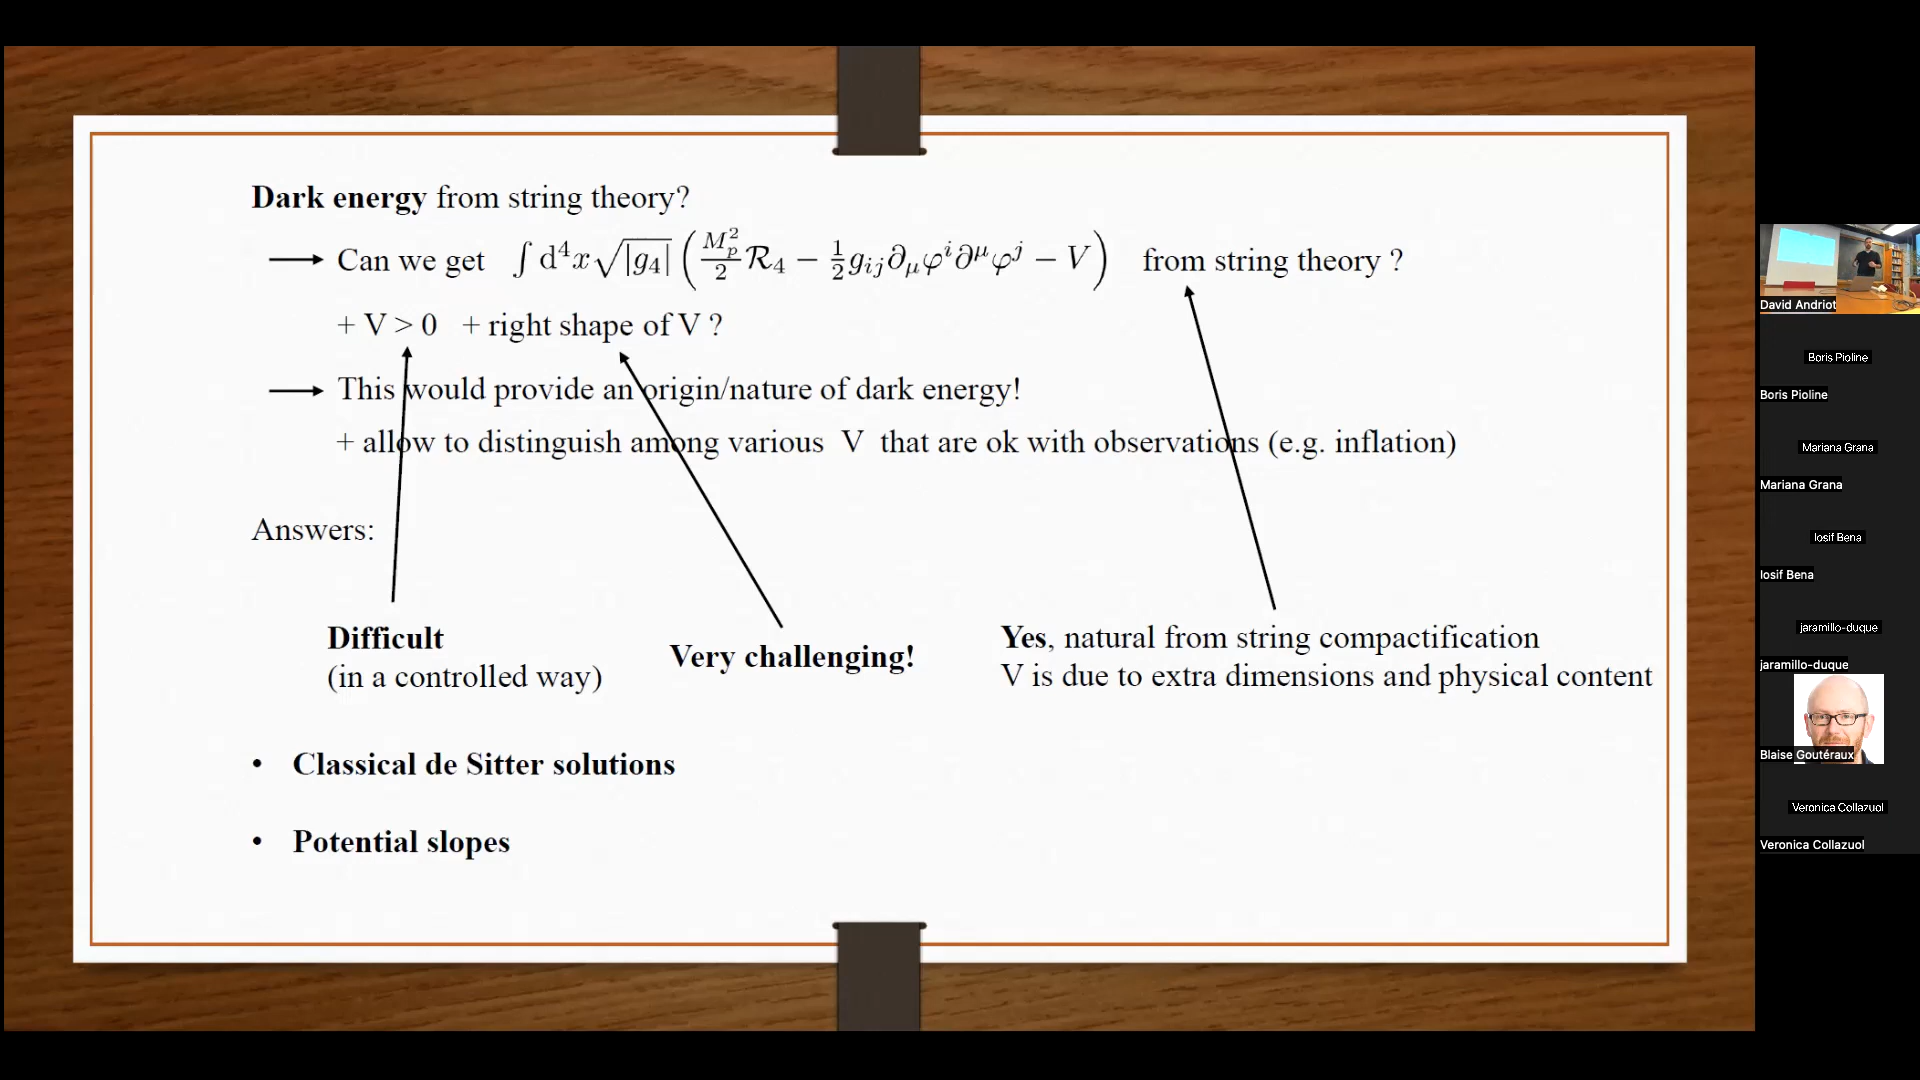 Dark energy from string theory?
⟶ Can we get ∫ d⁴x √|g₄| ( M_p²/2 R₄ − ½ g_ij ∂_μ φ^i ∂^μ φ^j − V ) from string theory ?
+ V > 0 + right shape of V ?
⟶ This would provide an origin/nature of dark energy!
+ allow to distinguish among various V that are ok with observations (e.g. inflation)
Answers:
Difficult
(in a controlled way)
Very challenging!
Yes, natural from string compactification
V is due to extra dimensions and physical content
• Classical de Sitter solutions
• Potential slopes
David Andriot
Boris Pioline
Boris Pioline
Mariana Grana
Mariana Grana
Iosif Bena
Iosif Bena
jaramillo-duque
jaramillo-duque
Blaise Goutéraux
Veronica Collazuol
Veronica Collazuol